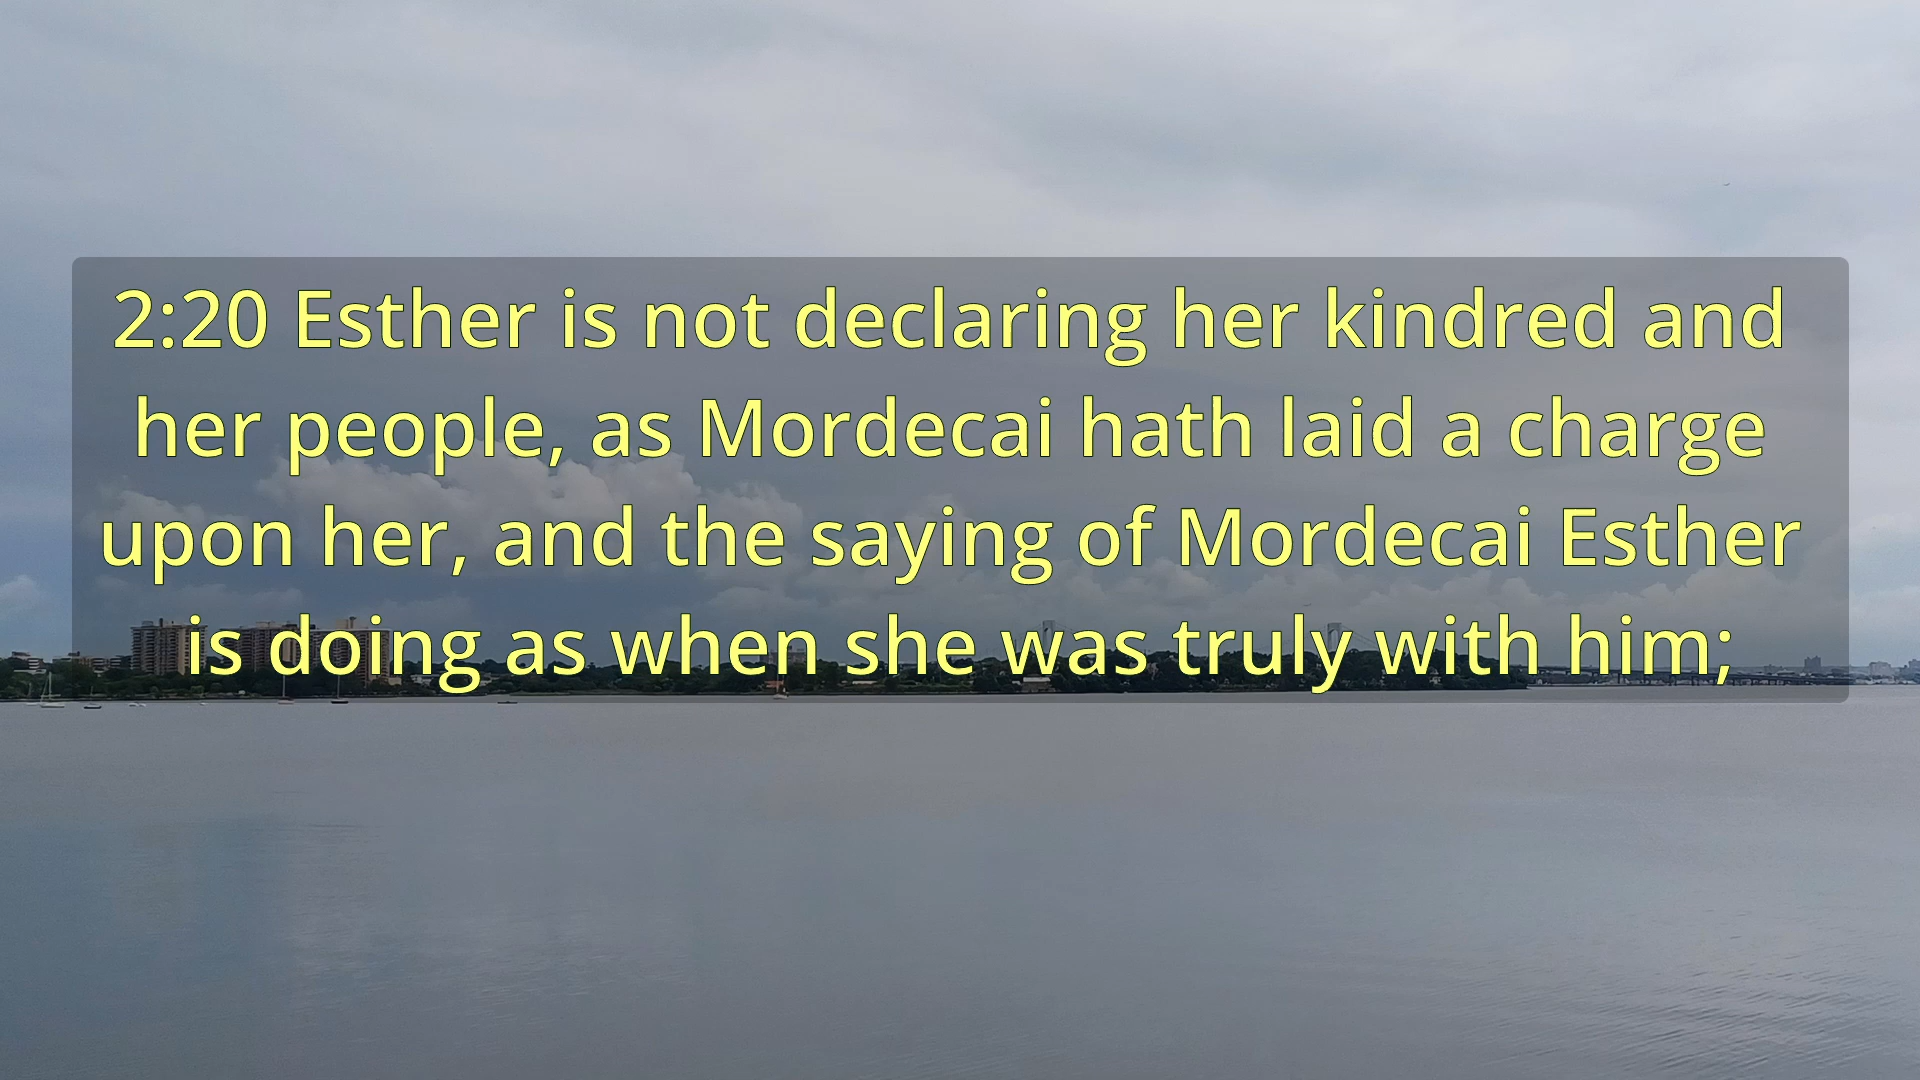 2:20 Esther is not declaring her kindred and
her people, as Mordecai hath laid a charge
upon her, and the saying of Mordecai Esther
is doing as when she was truly with him;